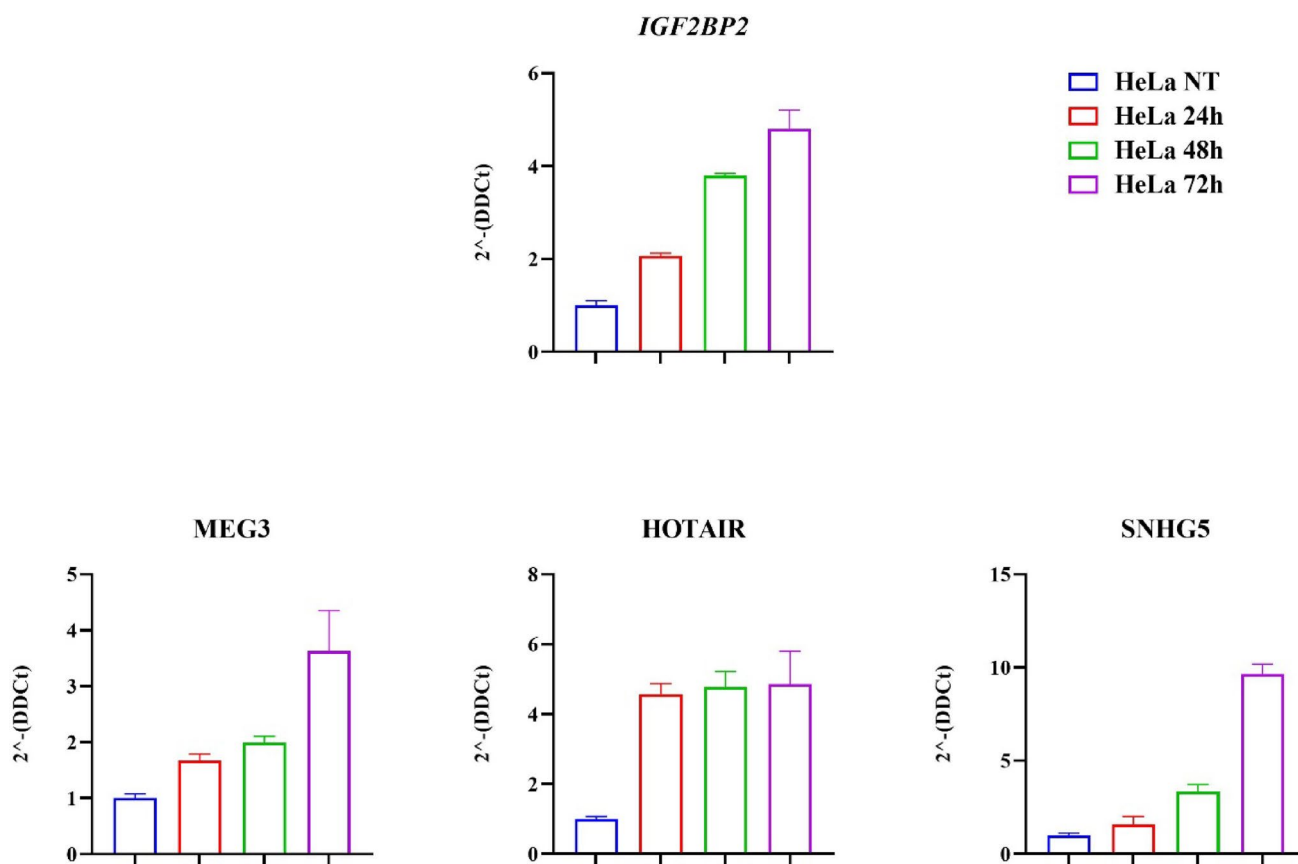 IGF2BP2
6
4
2
0
2^-(DDCt)
HeLa NT
HeLa 24h
HeLa 48h
HeLa 72h
MEG3
5
4
3
2
1
0
2^-(DDCt)
HOTAIR
8
6
4
2
0
2^-(DDCt)
SNHG5
15
10
5
0
2^-(DDCt)